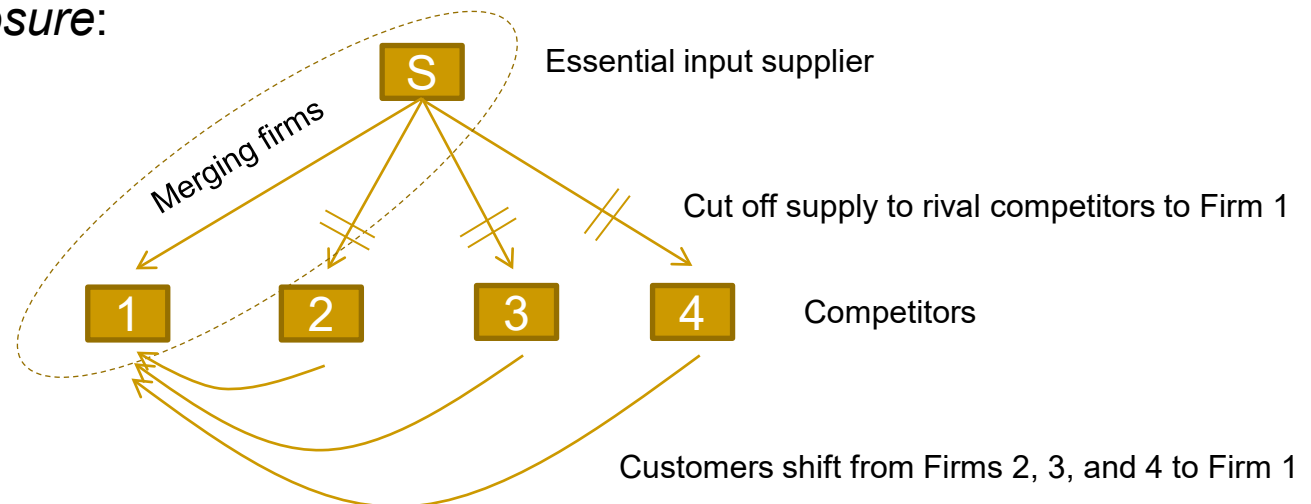 osure:
S
Essential input supplier
Merging firms
Cut off supply to rival competitors to Firm 1
1
2
3
4
Competitors
Customers shift from Firms 2, 3, and 4 to Firm 1